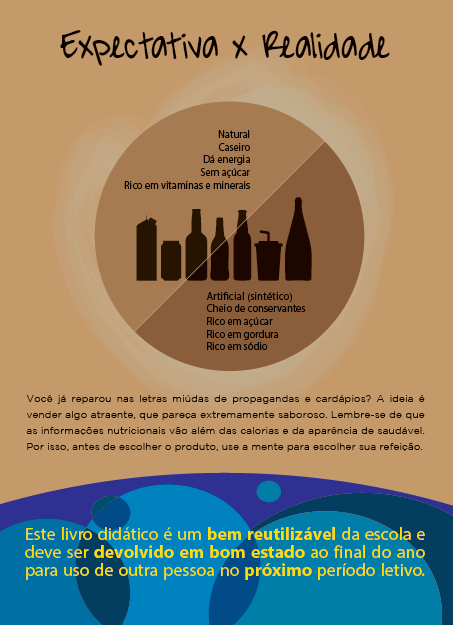 Expectativa x Realidade
Natural
Caseiro
Dá energia
Sem açúcar
Rico em vitaminas e minerais
Artificial (sintético)
Cheio de conservantes
Rico em açúcar
Rico em gordura
Rico em sódio
Você já reparou nas letras miúdas de propagandas e cardápios? A ideia é
vender algo atraente, que pareça extremamente saboroso. Lembre-se de que
as informações nutricionais vão além das calorias e da aparência de saudável.
Por isso, antes de escolher o produto, use a mente para escolher sua refeição.
Este livro didático é um bem reutilizável da escola e
deve ser devolvido em bom estado ao final do ano
para uso de outra pessoa no próximo período letivo.